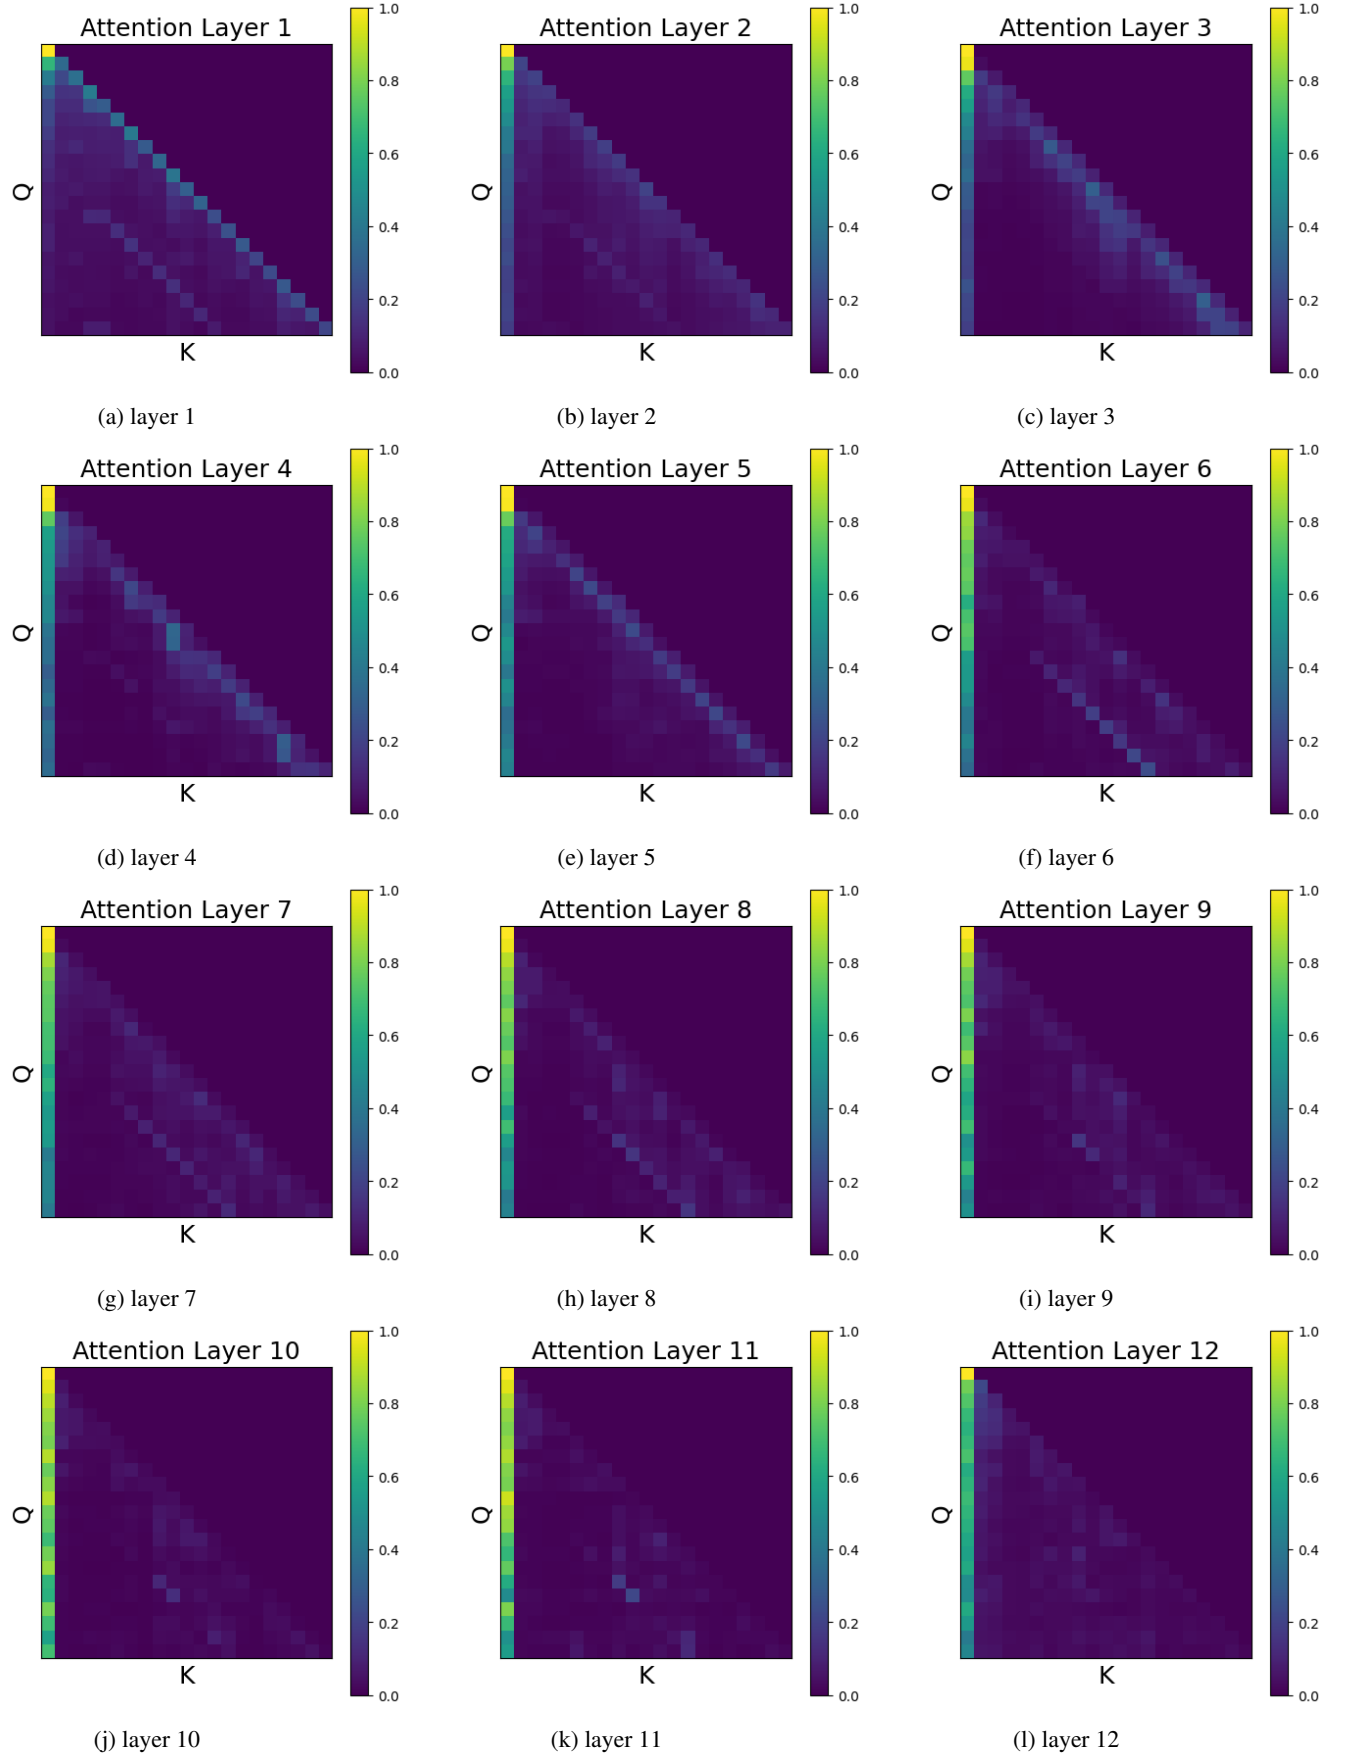 Attention Layer 1
Q
K
1.0
0.8
0.6
0.4
0.2
0.0
(a) layer 1
Attention Layer 2
Q
K
1.0
0.8
0.6
0.4
0.2
0.0
(b) layer 2
Attention Layer 3
Q
K
1.0
0.8
0.6
0.4
0.2
0.0
(c) layer 3
Attention Layer 4
Q
K
1.0
0.8
0.6
0.4
0.2
0.0
(d) layer 4
Attention Layer 5
Q
K
1.0
0.8
0.6
0.4
0.2
0.0
(e) layer 5
Attention Layer 6
Q
K
1.0
0.8
0.6
0.4
0.2
0.0
(f) layer 6
Attention Layer 7
Q
K
1.0
0.8
0.6
0.4
0.2
0.0
(g) layer 7
Attention Layer 8
Q
K
1.0
0.8
0.6
0.4
0.2
0.0
(h) layer 8
Attention Layer 9
Q
K
1.0
0.8
0.6
0.4
0.2
0.0
(i) layer 9
Attention Layer 10
Q
K
1.0
0.8
0.6
0.4
0.2
0.0
(j) layer 10
Attention Layer 11
Q
K
1.0
0.8
0.6
0.4
0.2
0.0
(k) layer 11
Attention Layer 12
Q
K
1.0
0.8
0.6
0.4
0.2
0.0
(l) layer 12